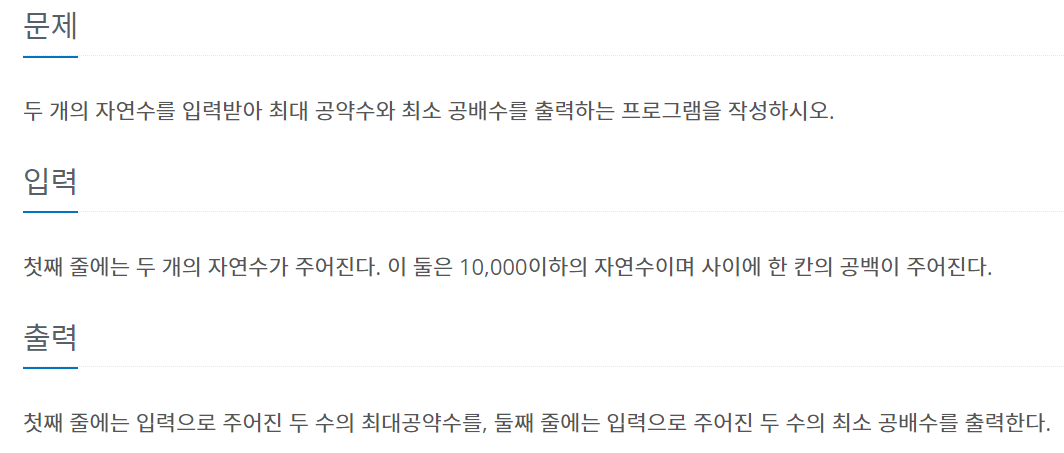 문제
두 개의 자연수를 입력받아 최대 공약수와 최소 공배수를 출력하는 프로그램을 작성하시오.
입력
첫째 줄에는 두 개의 자연수가 주어진다. 이 둘은 10,000이하의 자연수이며 사이에 한 칸의 공백이 주어진다.
출력
첫째 줄에는 입력으로 주어진 두 수의 최대공약수를, 둘째 줄에는 입력으로 주어진 두 수의 최소 공배수를 출력한다.